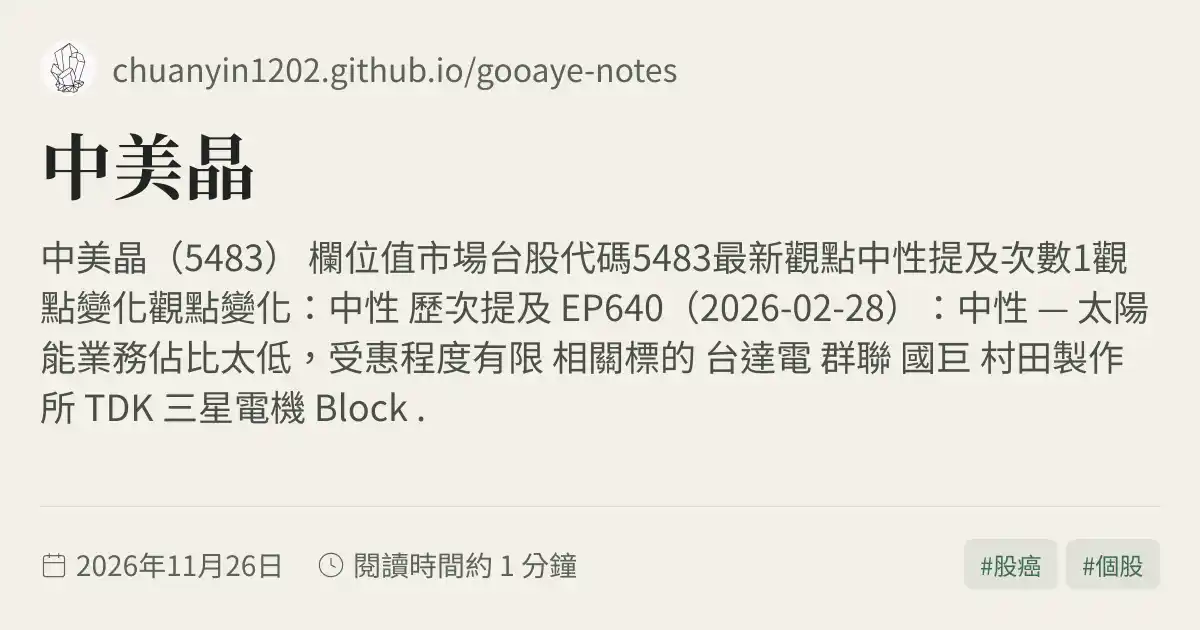 chuanyin1202.github.io/gooaye-notes
中美晶
中美晶（5483） 欄位值市場台股代碼5483最新觀點中性提及次數1觀
點變化觀點變化：中性 歷次提及 EP640（2026-02-28）：中性 — 太陽
能業務佔比太低，受惠程度有限 相關標的 台達電 群聯 國巨 村田製作
所 TDK 三星電機 Block .
2026年11月26日 閱讀時間約 1 分鐘 #股癌 #個股